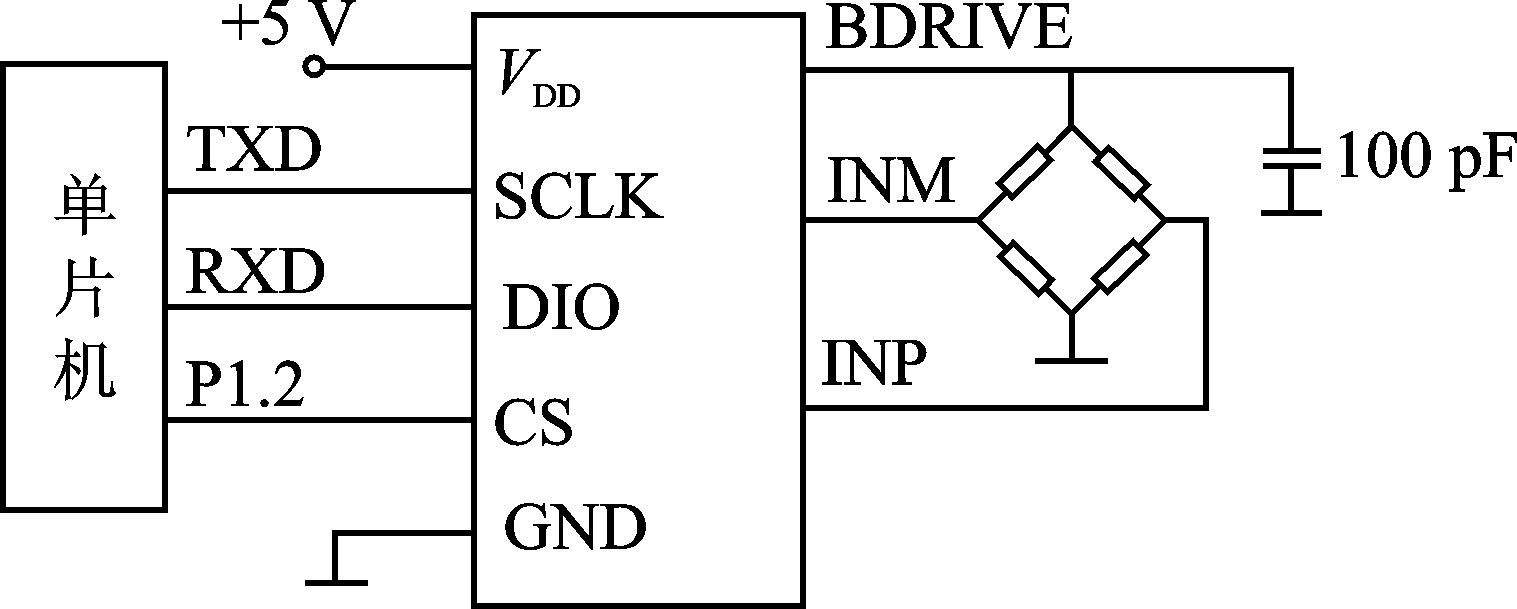 +5 V
V_DD
BDRIVE
单片机
TXD
SCLK
INM
100 pF
RXD
DIO
INP
P1.2
CS
GND